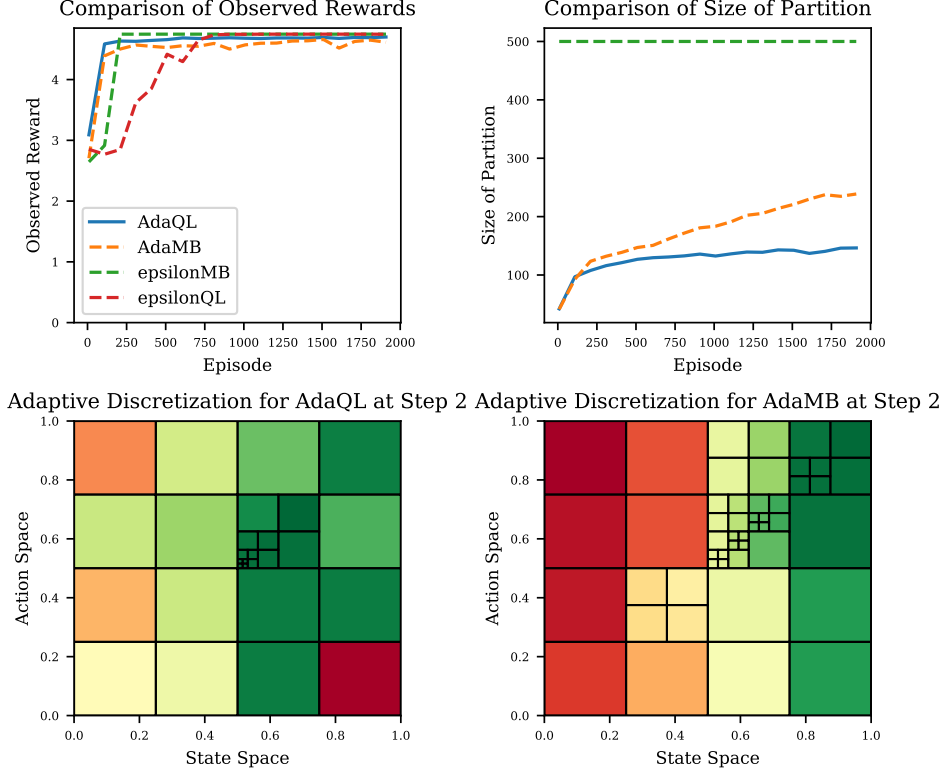 Comparison of Observed Rewards
Observed Reward
4
3
2
1
0
AdaQL
AdaMB
epsilonMB
epsilonQL
0 250 500 750 1000 1250 1500 1750 2000
Episode
Comparison of Size of Partition
Size of Partition
500
400
300
200
100
0 250 500 750 1000 1250 1500 1750 2000
Episode
Adaptive Discretization for AdaQL at Step 2
Action Space
1.0
0.8
0.6
0.4
0.2
0.0
0.0 0.2 0.4 0.6 0.8 1.0
State Space
Adaptive Discretization for AdaMB at Step 2
Action Space
1.0
0.8
0.6
0.4
0.2
0.0
0.0 0.2 0.4 0.6 0.8 1.0
State Space